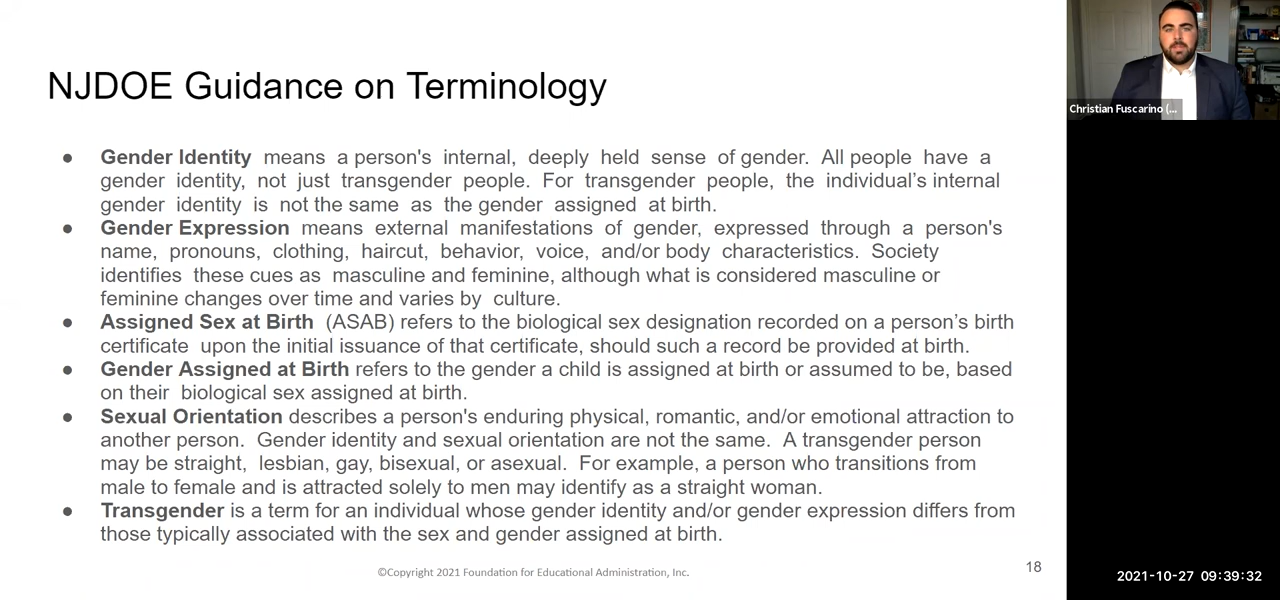 NJDOE Guidance on Terminology
● Gender Identity means a person's internal, deeply held sense of gender. All people have a
gender identity, not just transgender people. For transgender people, the individual’s internal
gender identity is not the same as the gender assigned at birth.
● Gender Expression means external manifestations of gender, expressed through a person's
name, pronouns, clothing, haircut, behavior, voice, and/or body characteristics. Society
identifies these cues as masculine and feminine, although what is considered masculine or
feminine changes over time and varies by culture.
● Assigned Sex at Birth (ASAB) refers to the biological sex designation recorded on a person’s birth
certificate upon the initial issuance of that certificate, should such a record be provided at birth.
● Gender Assigned at Birth refers to the gender a child is assigned at birth or assumed to be, based
on their biological sex assigned at birth.
● Sexual Orientation describes a person's enduring physical, romantic, and/or emotional attraction to
another person. Gender identity and sexual orientation are not the same. A transgender person
may be straight, lesbian, gay, bisexual, or asexual. For example, a person who transitions from
male to female and is attracted solely to men may identify as a straight woman.
● Transgender is a term for an individual whose gender identity and/or gender expression differs from
those typically associated with the sex and gender assigned at birth.
©Copyright 2021 Foundation for Educational Administration, Inc.
18
Christian Fuscarino (...
2021-10-27 09:39:32